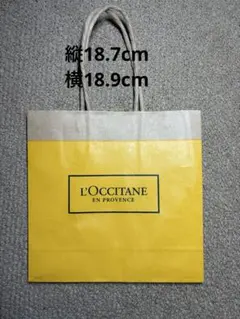 縦18.7cm
横18.9cm
L'OCCITANE
EN PROVENCE